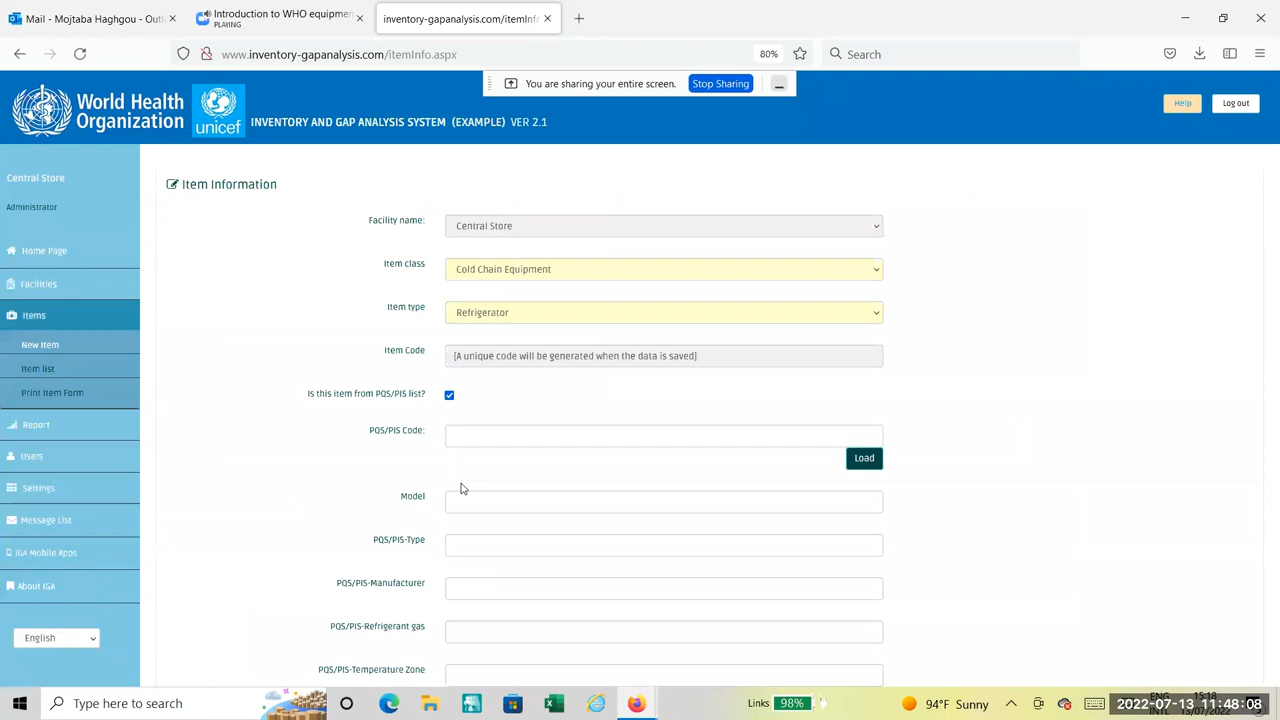 Mail - Mojtaba Haghgou - Outl
Introduction to WHO equipmen
PLAYING
inventory-gapanalysis.com/itemInfo
www.inventory-gapanalysis.com/itemInfo.aspx
80%
Search
You are sharing your entire screen.
Stop Sharing
World Health
Organization
unicef
INVENTORY AND GAP ANALYSIS SYSTEM (EXAMPLE) VER 2.1
Help
Log out
Central Store
Administrator
Home Page
Facilities
Items
New Item
Item list
Print Item Form
Report
Users
Settings
Message List
IGA Mobile Apps
About IGA
English
Item Information
Facility name:
Central Store
Item class
Cold Chain Equipment
Item type
Refrigerator
Item Code
[A unique code will be generated when the data is saved]
Is this item from PQS/PIS list?
PQS/PIS Code:
Load
Model
PQS/PIS-Type
PQS/PIS-Manufacturer
PQS/PIS-Refrigerant gas
PQS/PIS-Temperature Zone
Type here to search
Links
98%
94°F Sunny
ENG
INTL
15:18
13/07/2022
2022-07-13 11:48:08